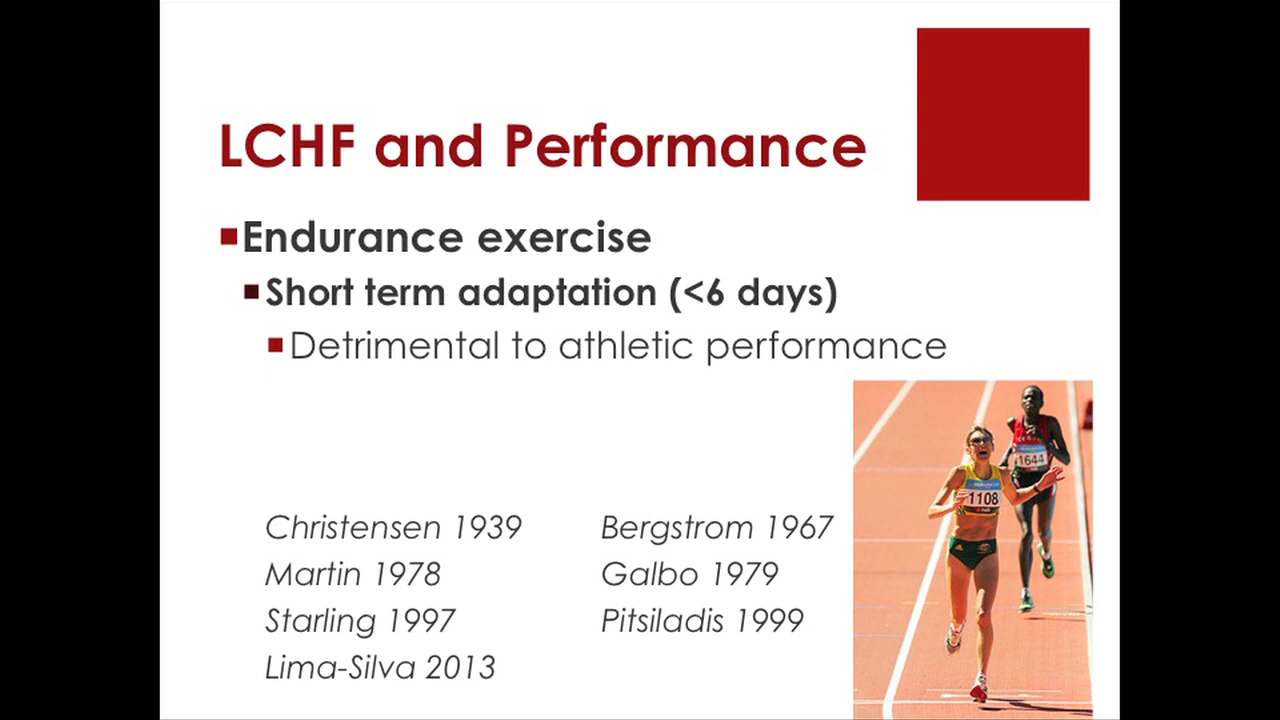 LCHF and Performance
Endurance exercise
Short term adaptation (<6 days)
Detrimental to athletic performance
Christensen 1939
Bergstrom 1967
Martin 1978
Galbo 1979
Starling 1997
Pitsiladis 1999
Lima-Silva 2013
1644
1108